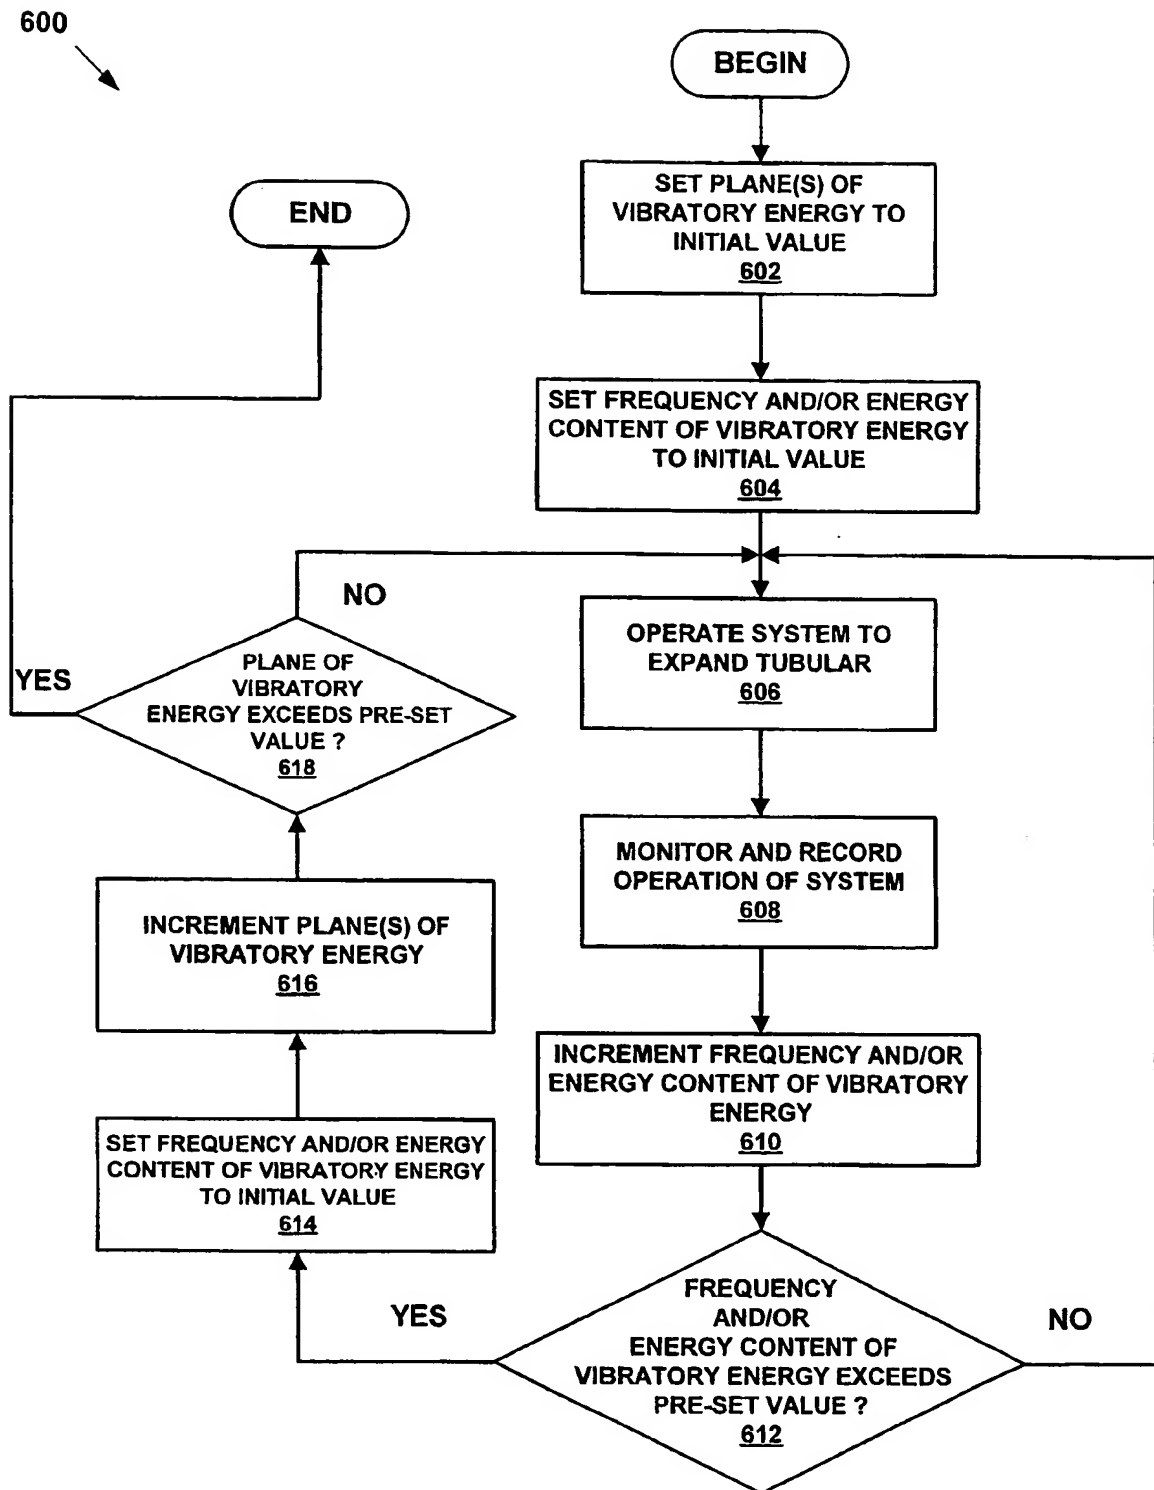 600
BEGIN
END
SET PLANE(S) OF
VIBRATORY ENERGY TO
INITIAL VALUE
602
SET FREQUENCY AND/OR ENERGY
CONTENT OF VIBRATORY ENERGY
TO INITIAL VALUE
604
NO
YES
PLANE OF
VIBRATORY
ENERGY EXCEEDS PRE-SET
VALUE ?
618
OPERATE SYSTEM TO
EXPAND TUBULAR
606
MONITOR AND RECORD
OPERATION OF SYSTEM
608
INCREMENT PLANE(S) OF
VIBRATORY ENERGY
616
INCREMENT FREQUENCY AND/OR
ENERGY CONTENT OF VIBRATORY
ENERGY
610
SET FREQUENCY AND/OR ENERGY
CONTENT OF VIBRATORY ENERGY
TO INITIAL VALUE
614
YES
FREQUENCY
AND/OR
ENERGY CONTENT OF
VIBRATORY ENERGY EXCEEDS
PRE-SET VALUE ?
612
NO